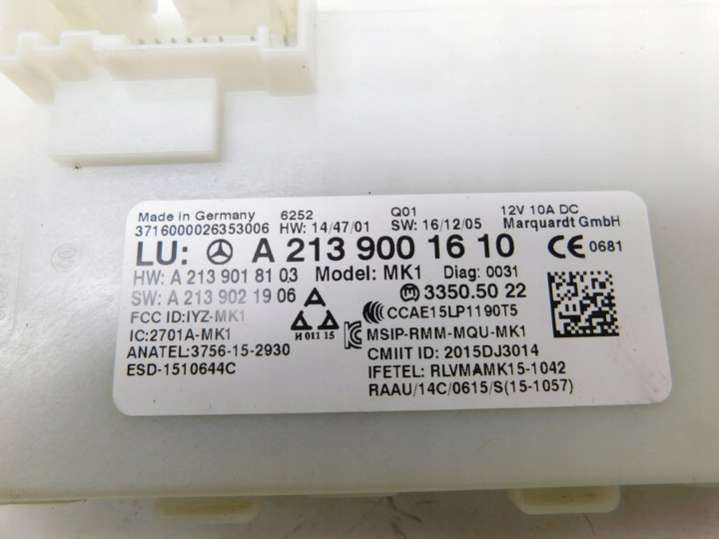 Made in Germany 6252 Q01 12V 10A DC
3716000026353006 HW: 14/47/01 SW: 16/12/05 Marquardt GmbH
LU: A 213 900 16 10 CE 0681
HW: A 213 901 81 03 Model: MK1 Diag: 0031
SW: A 213 902 19 06 3350.50 22
FCC ID:IYZ-MK1 CCAE15LP1190T5
IC:2701A-MK1 И 011 15 MSIP-RMM-MQU-MK1
ANATEL:3756-15-2930 CMIIT ID: 2015DJ3014
ESD-1510644C IFETEL: RLVMAMK15-1042
RAAU/14C/0615/S(15-1057)